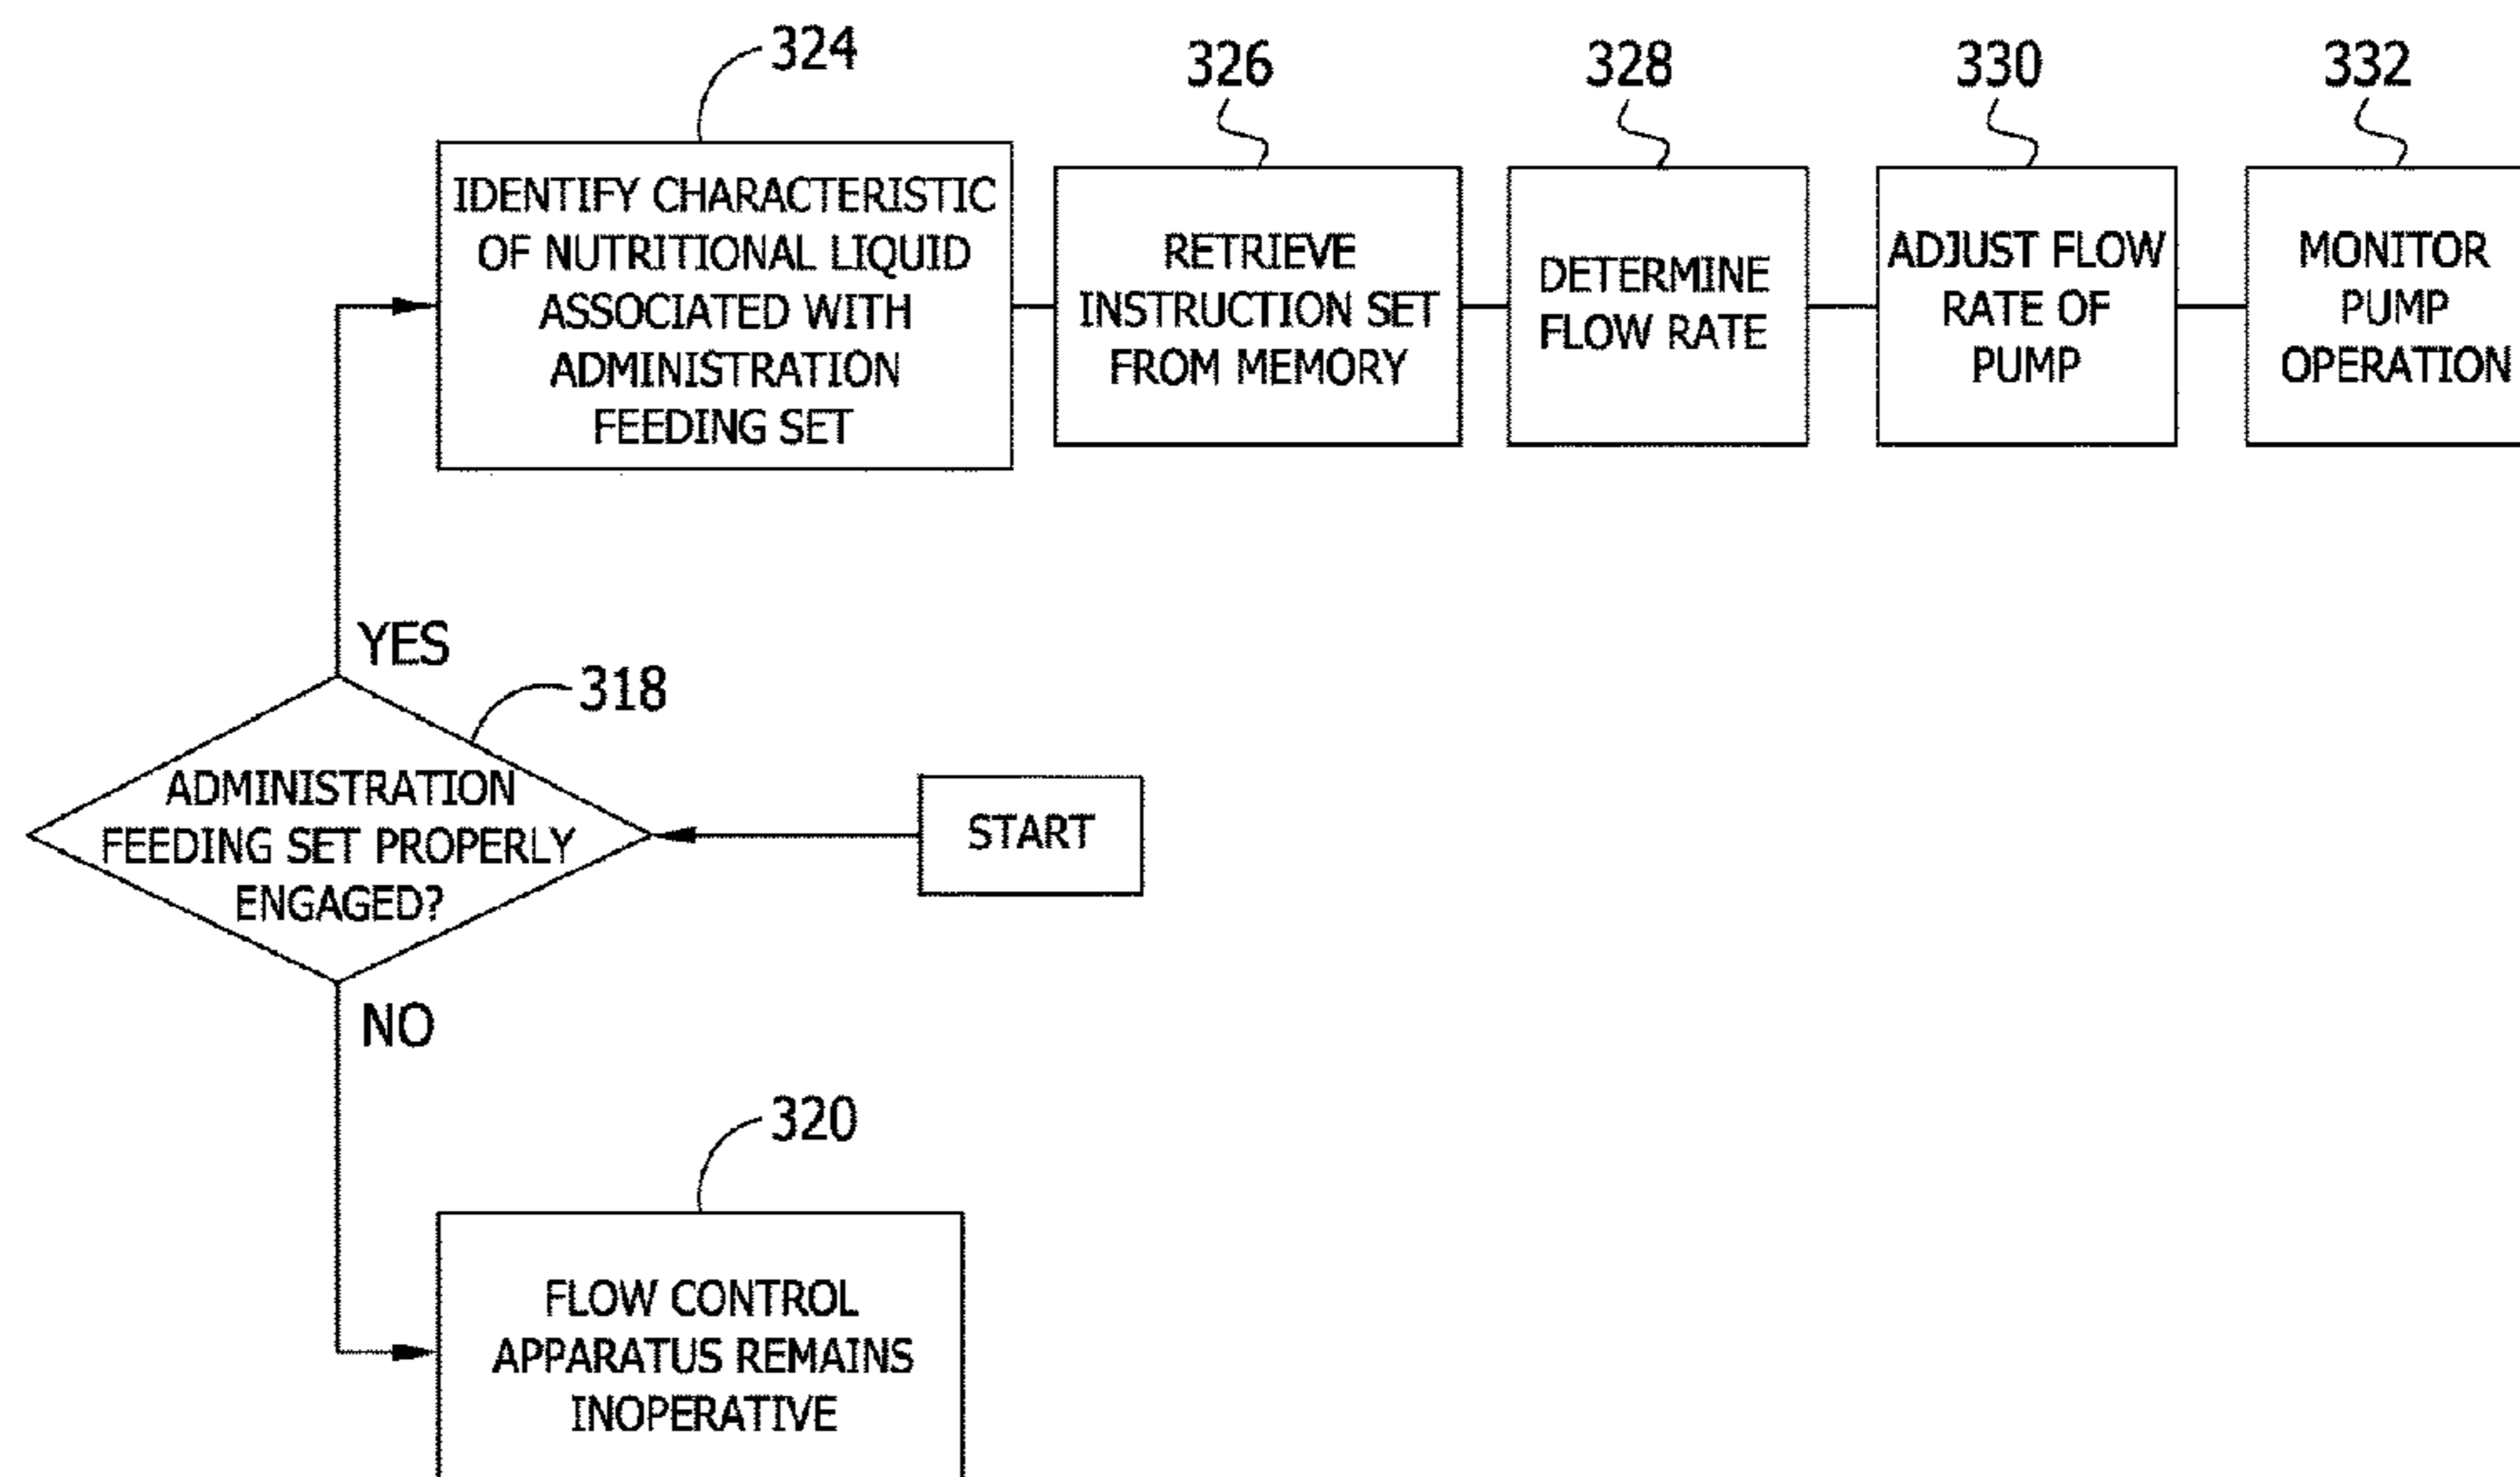 324
326
328
330
332
IDENTIFY CHARACTERISTIC
OF NUTRITIONAL LIQUID
ASSOCIATED WITH
ADMINISTRATION
FEEDING SET
RETRIEVE
INSTRUCTION SET
FROM MEMORY
DETERMINE
FLOW RATE
ADJUST FLOW
RATE OF
PUMP
MONITOR
PUMP
OPERATION
YES
318
ADMINISTRATION
FEEDING SET PROPERLY
ENGAGED?
START
NO
320
FLOW CONTROL
APPARATUS REMAINS
INOPERATIVE